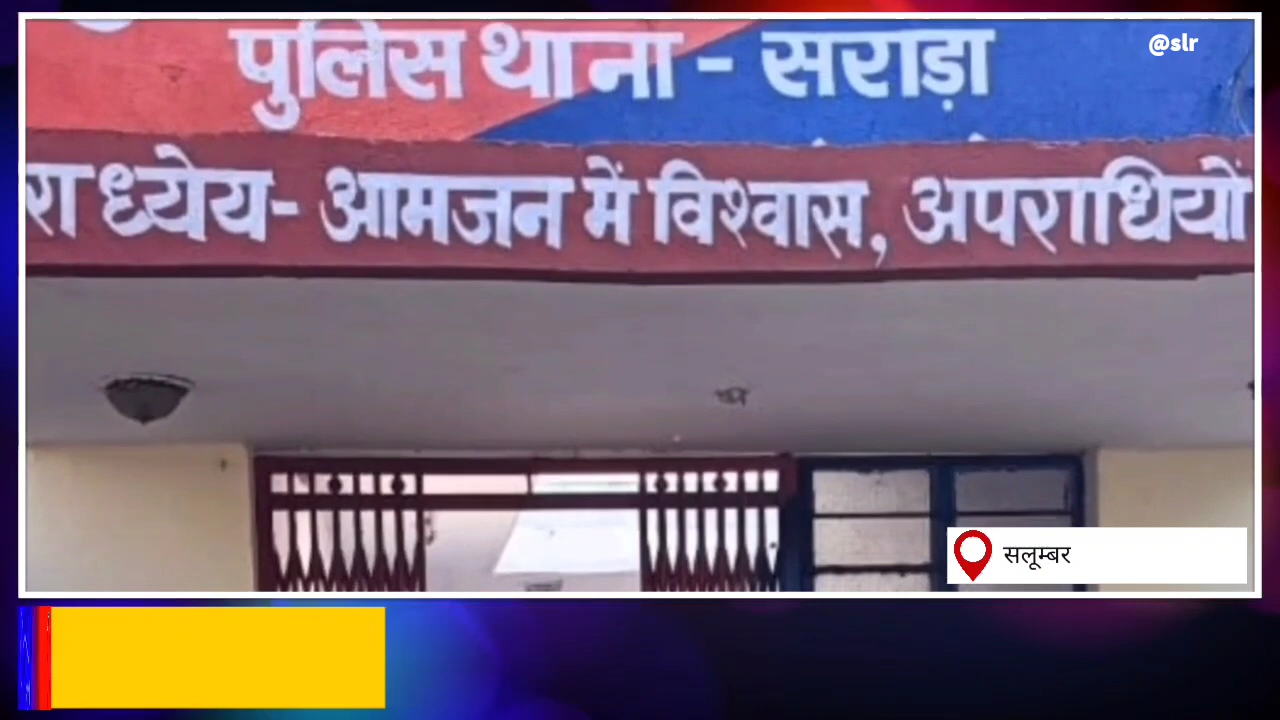 @slr
पुलिस थाना - सराड़ा
रा ध्येय- आमजन में विश्वास, अपराधियों
सलूम्बर